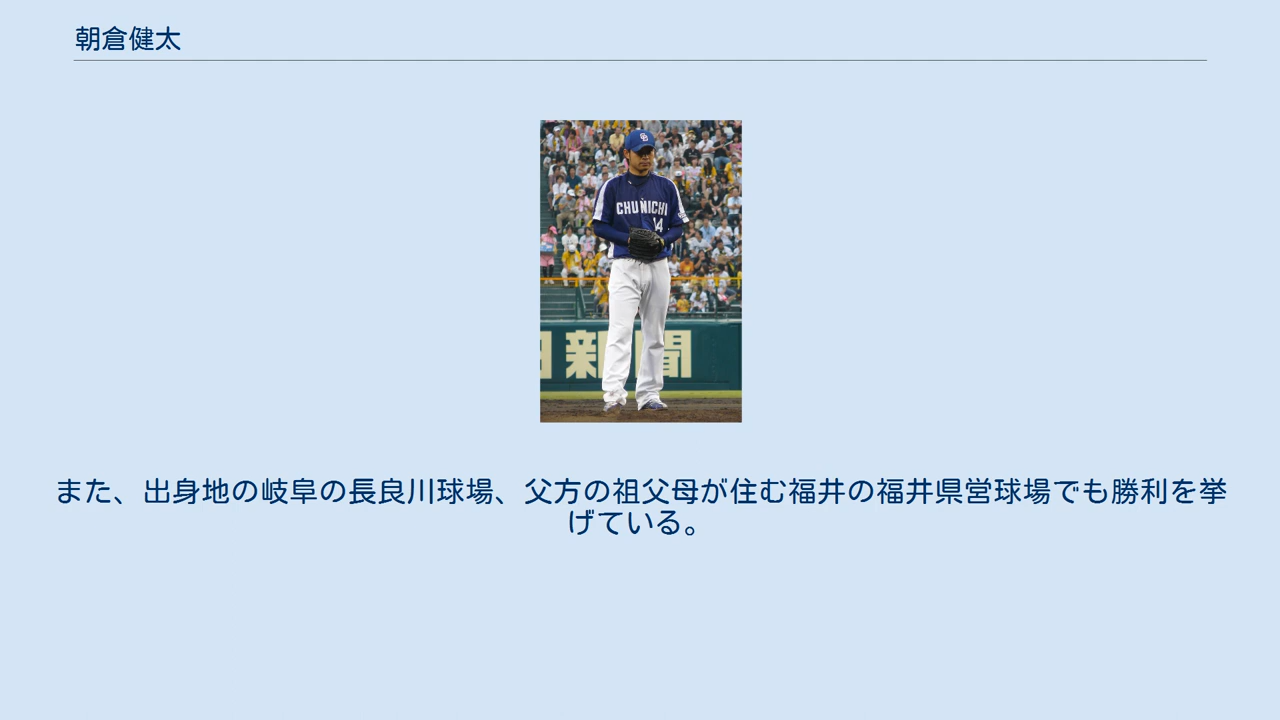 朝倉健太
CHUNICHI
14
日新聞
また、出身地の岐阜の長良川球場、父方の祖父母が住む福井の福井県営球場でも勝利を挙
げている。